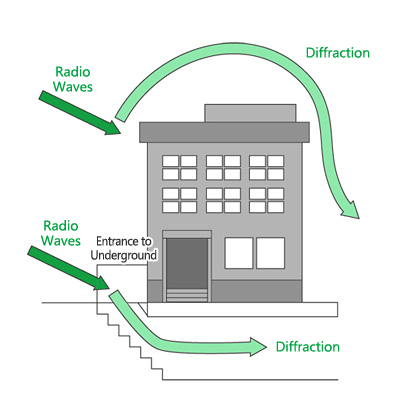 Diffraction
Radio
Waves
Radio
Waves
Entrance to
Underground
Diffraction